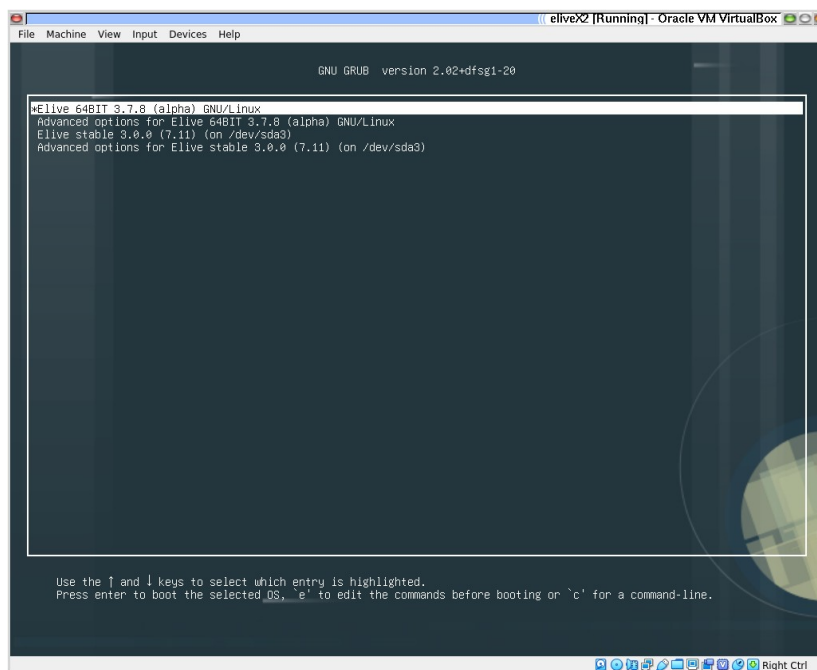 eliveX2 [Running] - Oracle VM VirtualBox
File Machine View Input Devices Help
GNU GRUB version 2.02+dfsg1-20
*Elive 64BIT 3.7.8 (alpha) GNU/Linux
Advanced options for Elive 64BIT 3.7.8 (alpha) GNU/Linux
Elive stable 3.0.0 (7.11) (on /dev/sda3)
Advanced options for Elive stable 3.0.0 (7.11) (on /dev/sda3)
Use the ↑ and ↓ keys to select which entry is highlighted.
Press enter to boot the selected OS, `e' to edit the commands before booting or `c' for a command-line.
Right Ctrl